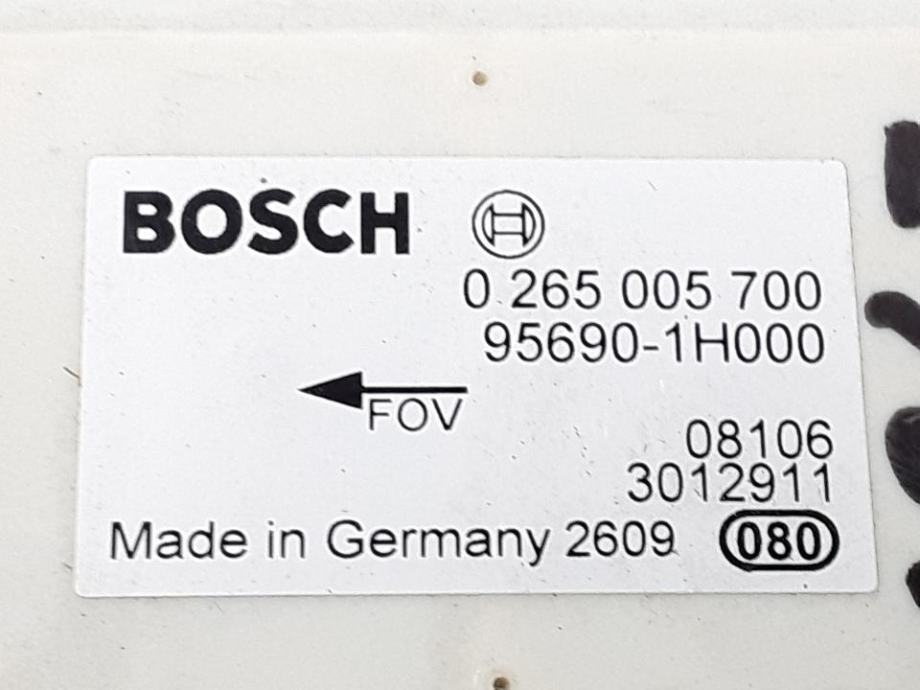 BOSCH
0 265 005 700
95690-1H000
FOV
08106
3012911
Made in Germany 2609 080